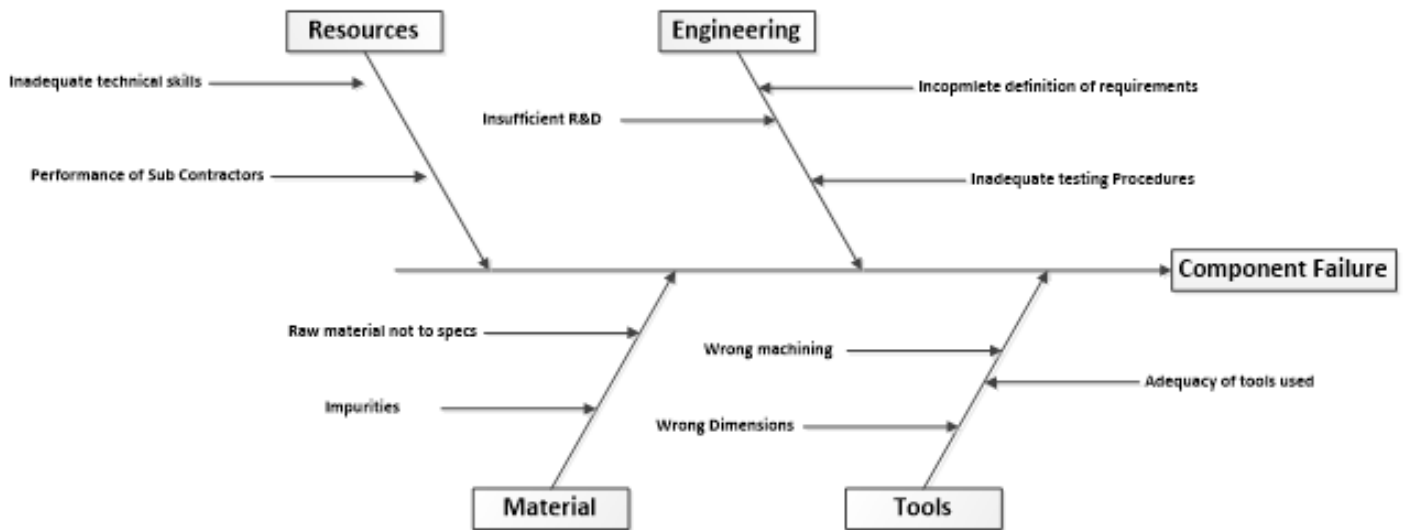 Resources
Engineering
Inadequate technical skills
Incopmlete definition of requirements
Insufficient R&D
Performance of Sub Contractors
Inadequate testing Procedures
Component Failure
Raw material not to specs
Wrong machining
Adequacy of tools used
Impurities
Wrong Dimensions
Material
Tools